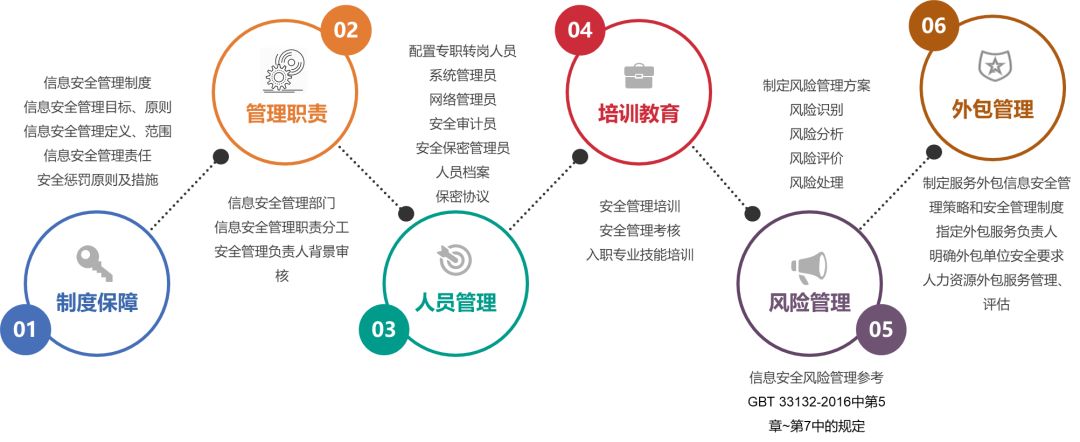 01
制度保障
信息安全管理制度
信息安全管理目标、原则
信息安全管理定义、范围
信息安全管理责任
安全惩罚原则及措施
02
管理职责
信息安全管理部门
信息安全管理职责分工
安全管理负责人背景审
核
03
人员管理
配置专职转岗人员
系统管理员
网络管理员
安全审计员
安全保密管理员
人员档案
保密协议
04
培训教育
安全管理培训
安全管理考核
入职专业技能培训
05
风险管理
制定风险管理方案
风险识别
风险分析
风险评价
风险处理
信息安全风险管理参考
GBT 33132-2016中第5
章~第7中的规定
06
外包管理
制定服务外包信息安全管
理策略和安全管理制度
指定外包服务负责人
明确外包单位安全要求
人力资源外包服务管理、
评估